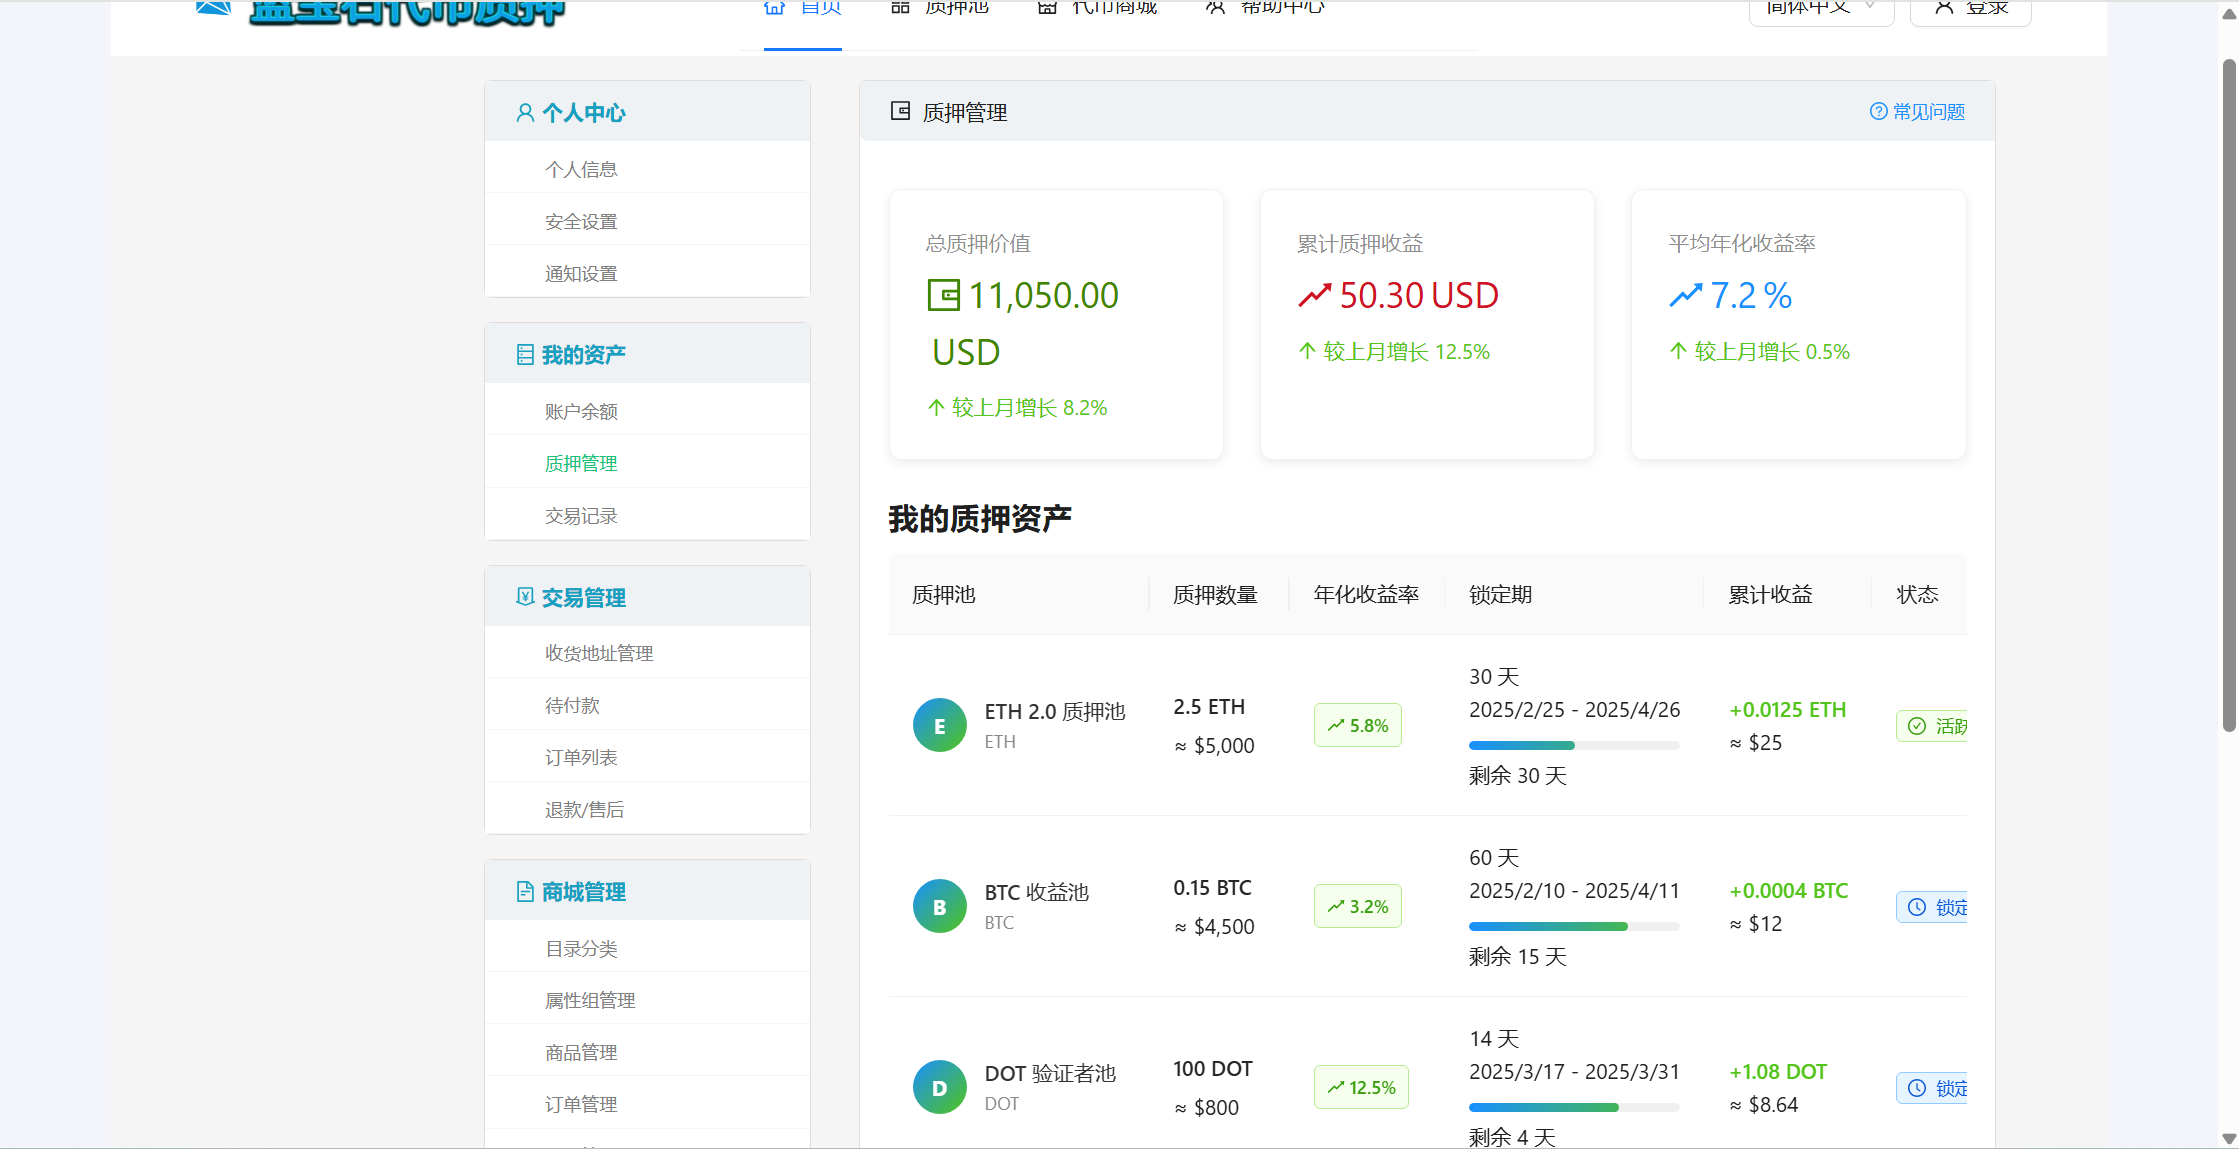 蓝宝石代币质押
首页
质押池
代币商城
帮助中心
简体中文
登录
个人中心
个人信息
安全设置
通知设置
我的资产
账户余额
质押管理
交易记录
交易管理
收货地址管理
待付款
订单列表
退款/售后
商城管理
目录分类
属性组管理
商品管理
订单管理
质押管理
常见问题
总质押价值
11,050.00
USD
较上月增长 8.2%
累计质押收益
50.30 USD
较上月增长 12.5%
平均年化收益率
7.2 %
较上月增长 0.5%
我的质押资产
质押池 质押数量 年化收益率 锁定期 累计收益 状态
E
ETH 2.0 质押池
ETH
2.5 ETH
≈ $5,000
5.8%
30 天
2025/2/25 - 2025/4/26
剩余 30 天
+0.0125 ETH
≈ $25
活跃
B
BTC 收益池
BTC
0.15 BTC
≈ $4,500
3.2%
60 天
2025/2/10 - 2025/4/11
剩余 15 天
+0.0004 BTC
≈ $12
锁定
D
DOT 验证者池
DOT
100 DOT
≈ $800
12.5%
14 天
2025/3/17 - 2025/3/31
剩余 4 天
+1.08 DOT
≈ $8.64
锁定